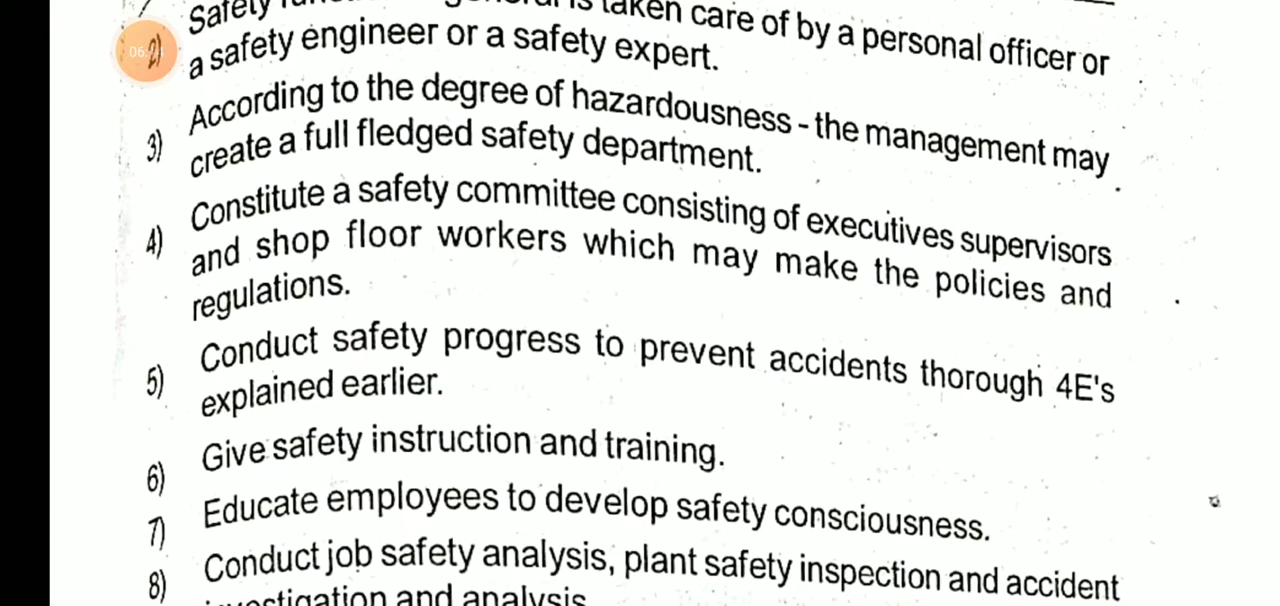 Safety is taken care of by a personal officer or
2) a safety engineer or a safety expert.
3) According to the degree of hazardousness - the management may
create a full fledged safety department.
4) Constitute a safety committee consisting of executives supervisors
and shop floor workers which may make the policies and
regulations.
5) Conduct safety progress to prevent accidents thorough 4E's
explained earlier.
6) Give safety instruction and training.
7) Educate employees to develop safety consciousness.
8) Conduct job safety analysis, plant safety inspection and accident
and analysis